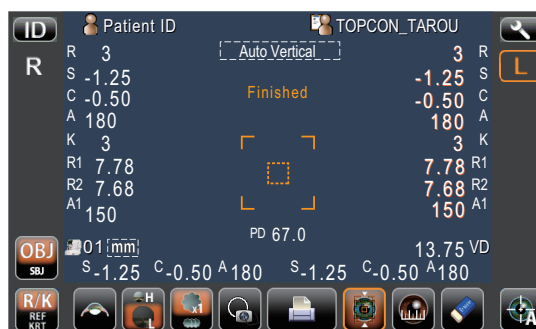 ID Patient ID TOPCON_TAROU
R R 3 Auto Vertical 3 R L
S -1.25 -1.25 S
C -0.50 Finished -0.50 C
A 180 180 A
K 3 3 K
R1 7.78 7.78 R1
R2 7.68 7.68 R2
A1 150 150 A1
PD 67.0
OBJ SBJ 01 mm 13.75 VD
S -1.25 C -0.50 A 180 S -1.25 C -0.50 A 180
R/K H x1 A
REF L
KRT